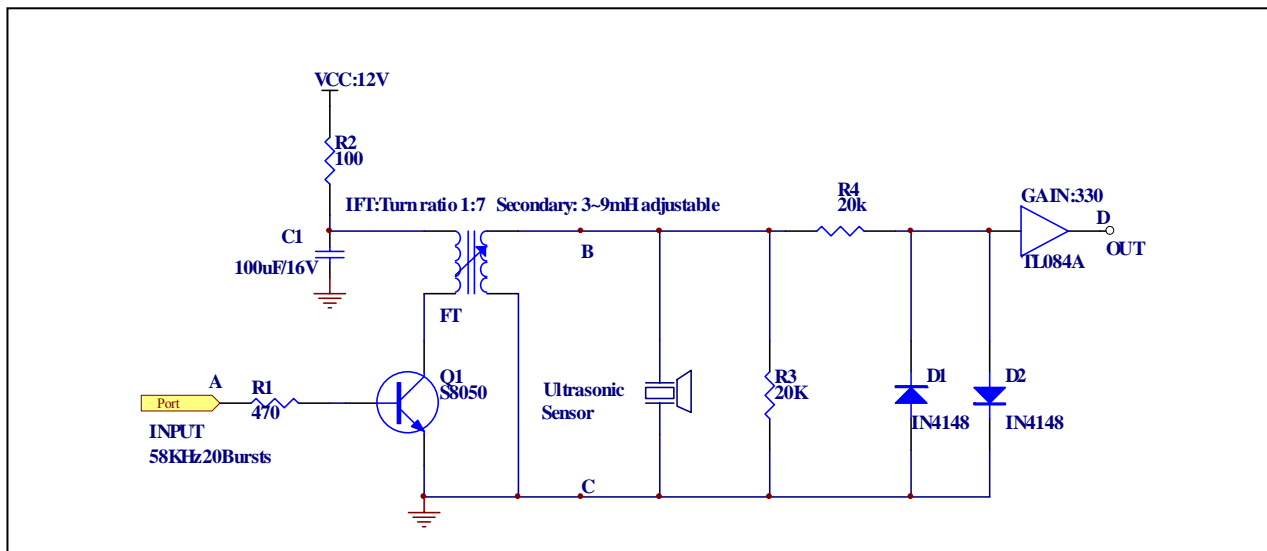 VCC:12V
R2
100
IFT:Turn ratio 1:7 Secondary: 3~9mH adjustable
R4
20k
GAIN:330
D
OUT
TL084A
C1
100uF/16V
B
FT
A
R1
470
Port
INPUT
58KHz20Bursts
Q1
S8050
Ultrasonic
Sensor
R3
20K
D1
IN4148
D2
IN4148
C